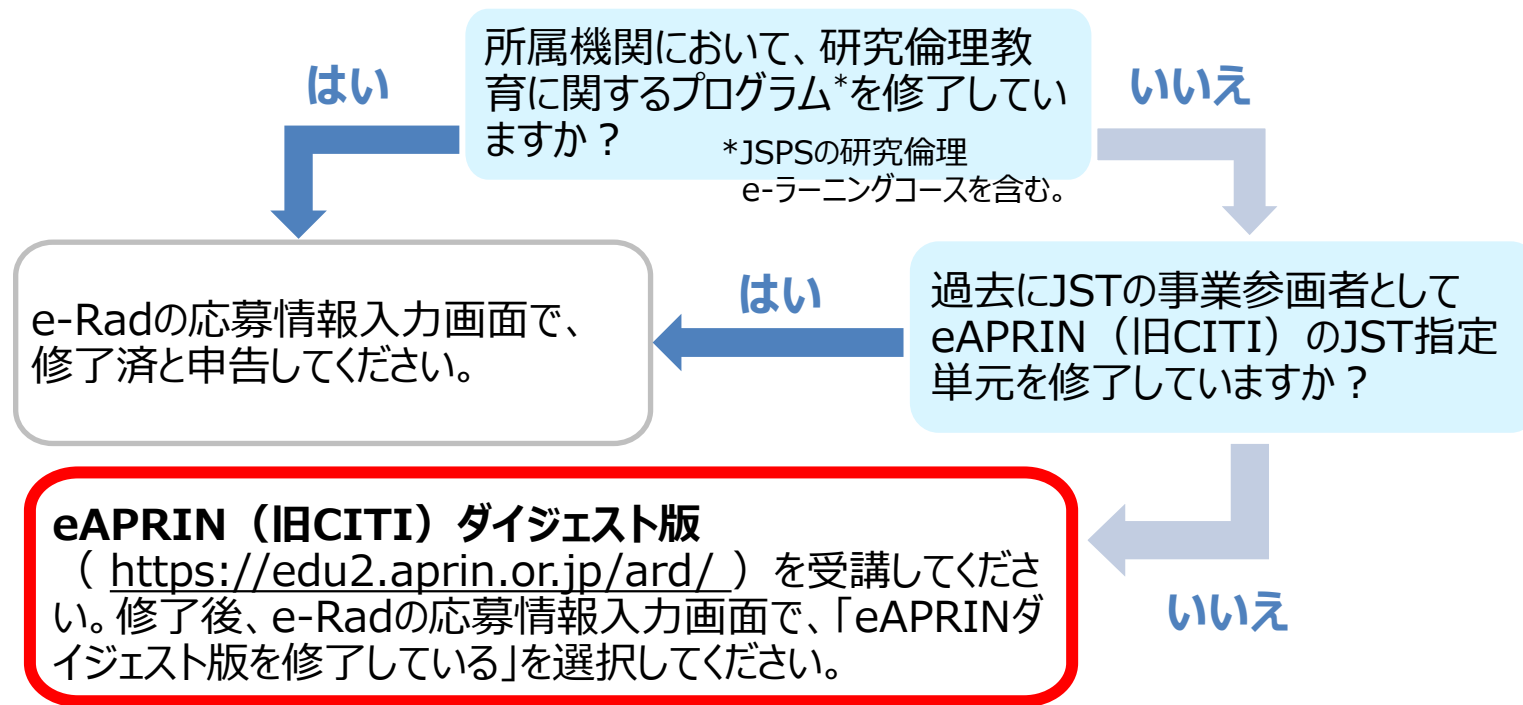 所属機関において、研究倫理教
育に関するプログラム*を修了してい
ますか？
*JSPSの研究倫理
e-ラーニングコースを含む。
はい
いいえ
e-Radの応募情報入力画面で、
修了済と申告してください。
はい
過去にJSTの事業参画者として
eAPRIN（旧CITI）のJST指定
単元を修了していますか？
いいえ
eAPRIN（旧CITI）ダイジェスト版
（ https://edu2.aprin.or.jp/ard/ ）を受講してくださ
い。修了後、e-Radの応募情報入力画面で、「eAPRINダ
イジェスト版を修了している」を選択してください。